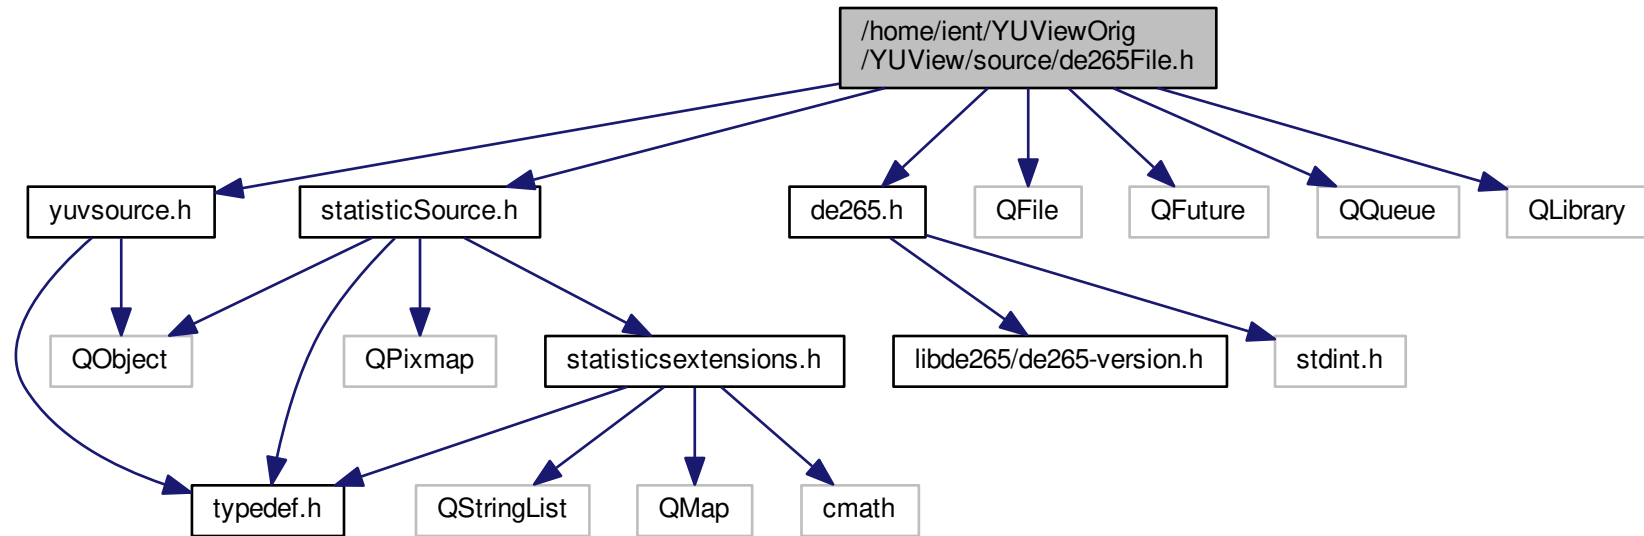 /home/ient/YUViewOrig
/YUView/source/de265File.h
yuvsource.h
statisticSource.h
de265.h
QFile
QFuture
QQueue
QLibrary
QObject
QPixmap
statisticsextensions.h
libde265/de265-version.h
stdint.h
typedef.h
QStringList
QMap
cmath